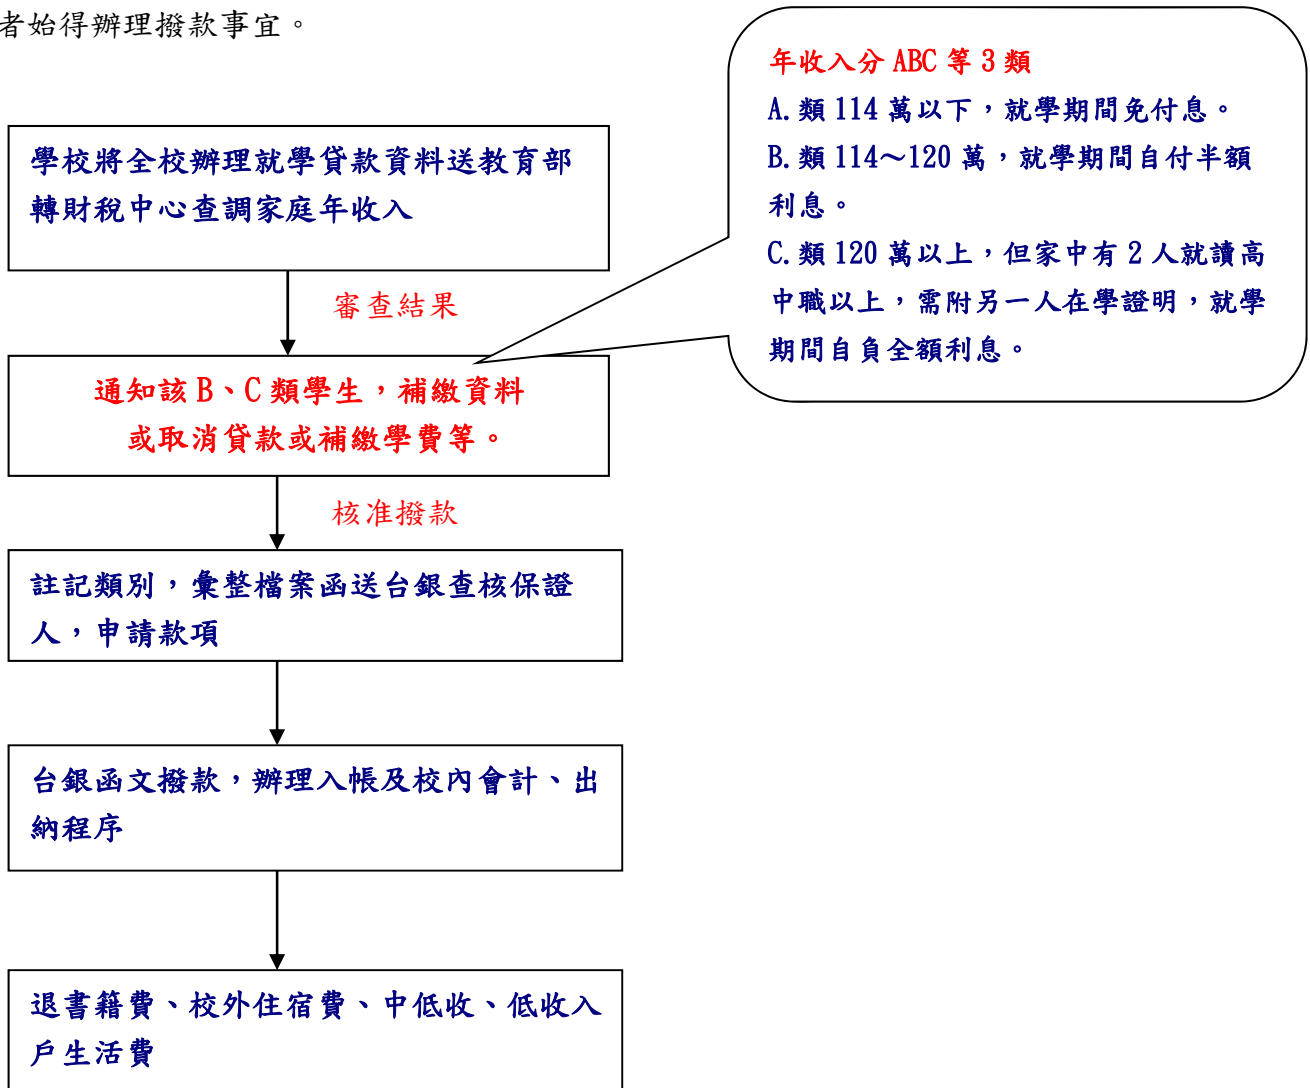 者始得辦理撥款事宜。
年收入分 ABC 等 3 類
A. 類 114 萬以下，就學期間免付息。
B. 類 114～120 萬，就學期間自付半額
利息。
C. 類 120 萬以上，但家中有 2 人就讀高
中職以上，需附另一人在學證明，就學
期間自負全額利息。
學校將全校辦理就學貸款資料送教育部
轉財稅中心查調家庭年收入
審查結果
通知該 B、C 類學生，補繳資料
或取消貸款或補繳學費等。
核准撥款
註記類別，彙整檔案函送台銀查核保證
人，申請款項
台銀函文撥款，辦理入帳及校內會計、出
納程序
退書籍費、校外住宿費、中低收、低收入
戶生活費